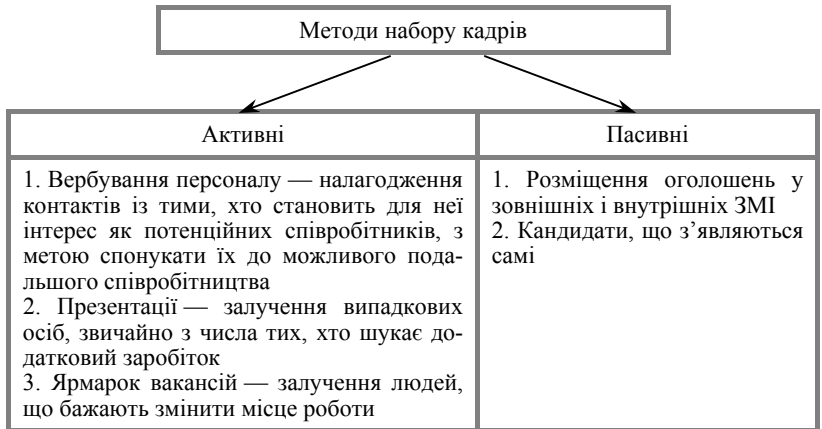 Методи набору кадрів
Активні
1. Вербування персоналу — налагодження
контактів із тими, хто становить для неї
інтерес як потенційних співробітників, з
метою спонукати їх до можливого пода-
льшого співробітництва
2. Презентації — залучення випадкових
осіб, звичайно з числа тих, хто шукає до-
датковий заробіток
3. Ярмарок вакансій — залучення людей,
що бажають змінити місце роботи
Пасивні
1. Розміщення оголошень у
зовнішніх і внутрішніх ЗМІ
2. Кандидати, що з’являються
самі